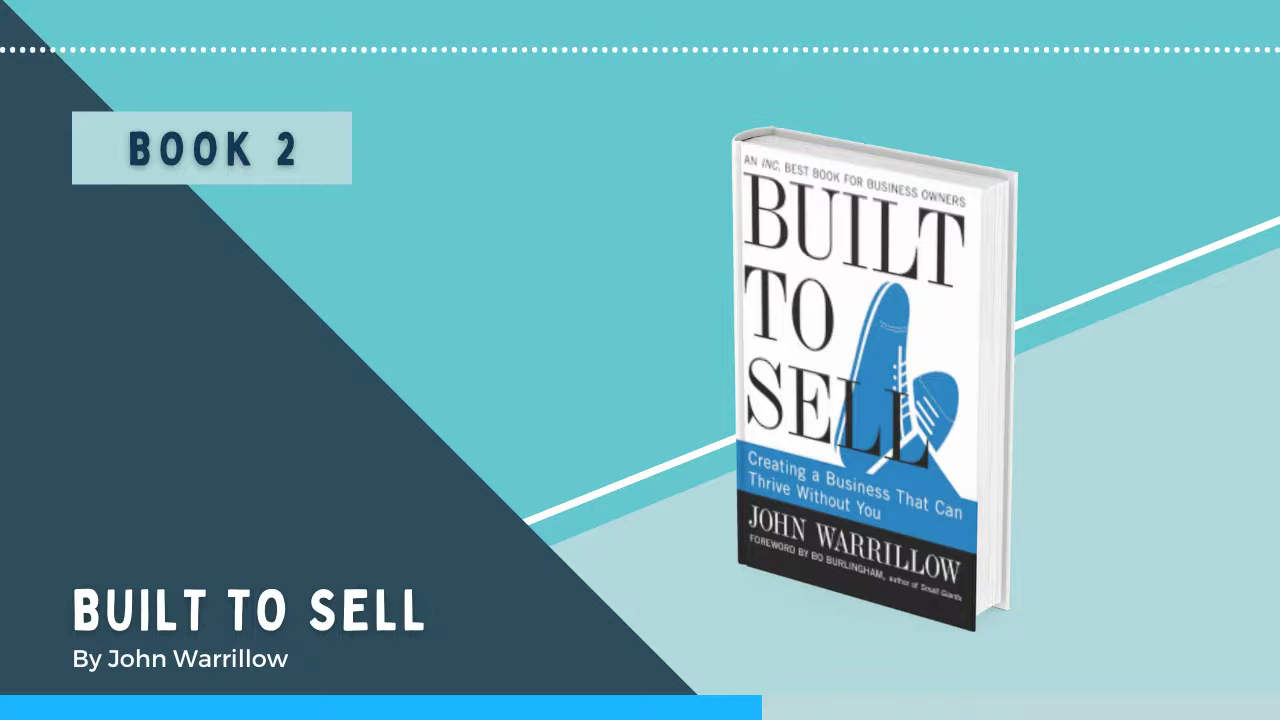 BOOK 2
AN INC. BEST BOOK FOR BUSINESS OWNERS
BUILT
TO
SELL
Creating a Business That Can
Thrive Without You
JOHN WARRILLOW
FOREWORD BY BO BURLINGHAM, author of Small Giants
BUILT TO SELL
By John Warrillow